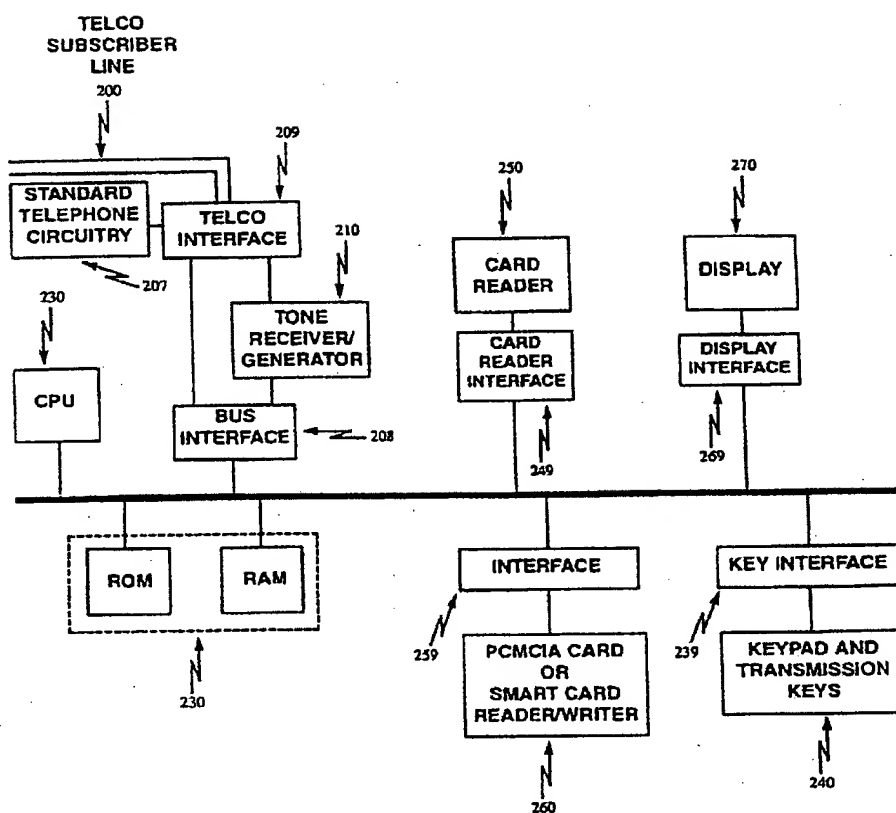 TELCO
SUBSCRIBER
LINE
200
209
STANDARD
TELEPHONE
CIRCUITRY
TELCO
INTERFACE
207
210
250
270
230
CPU
TONE
RECEIVER/
GENERATOR
CARD
READER
DISPLAY
CARD
READER
INTERFACE
DISPLAY
INTERFACE
BUS
INTERFACE
208
249
269
ROM
RAM
230
INTERFACE
KEY INTERFACE
259
239
PCMCIA CARD
OR
SMART CARD
READER/WRITER
KEYPAD AND
TRANSMISSION
KEYS
260
240